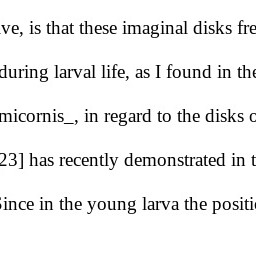 ve, is that these imaginal disks fre
during larval life, as I found in the
micornis_, in regard to the disks o
23] has recently demonstrated in t
Since in the young larva the positi